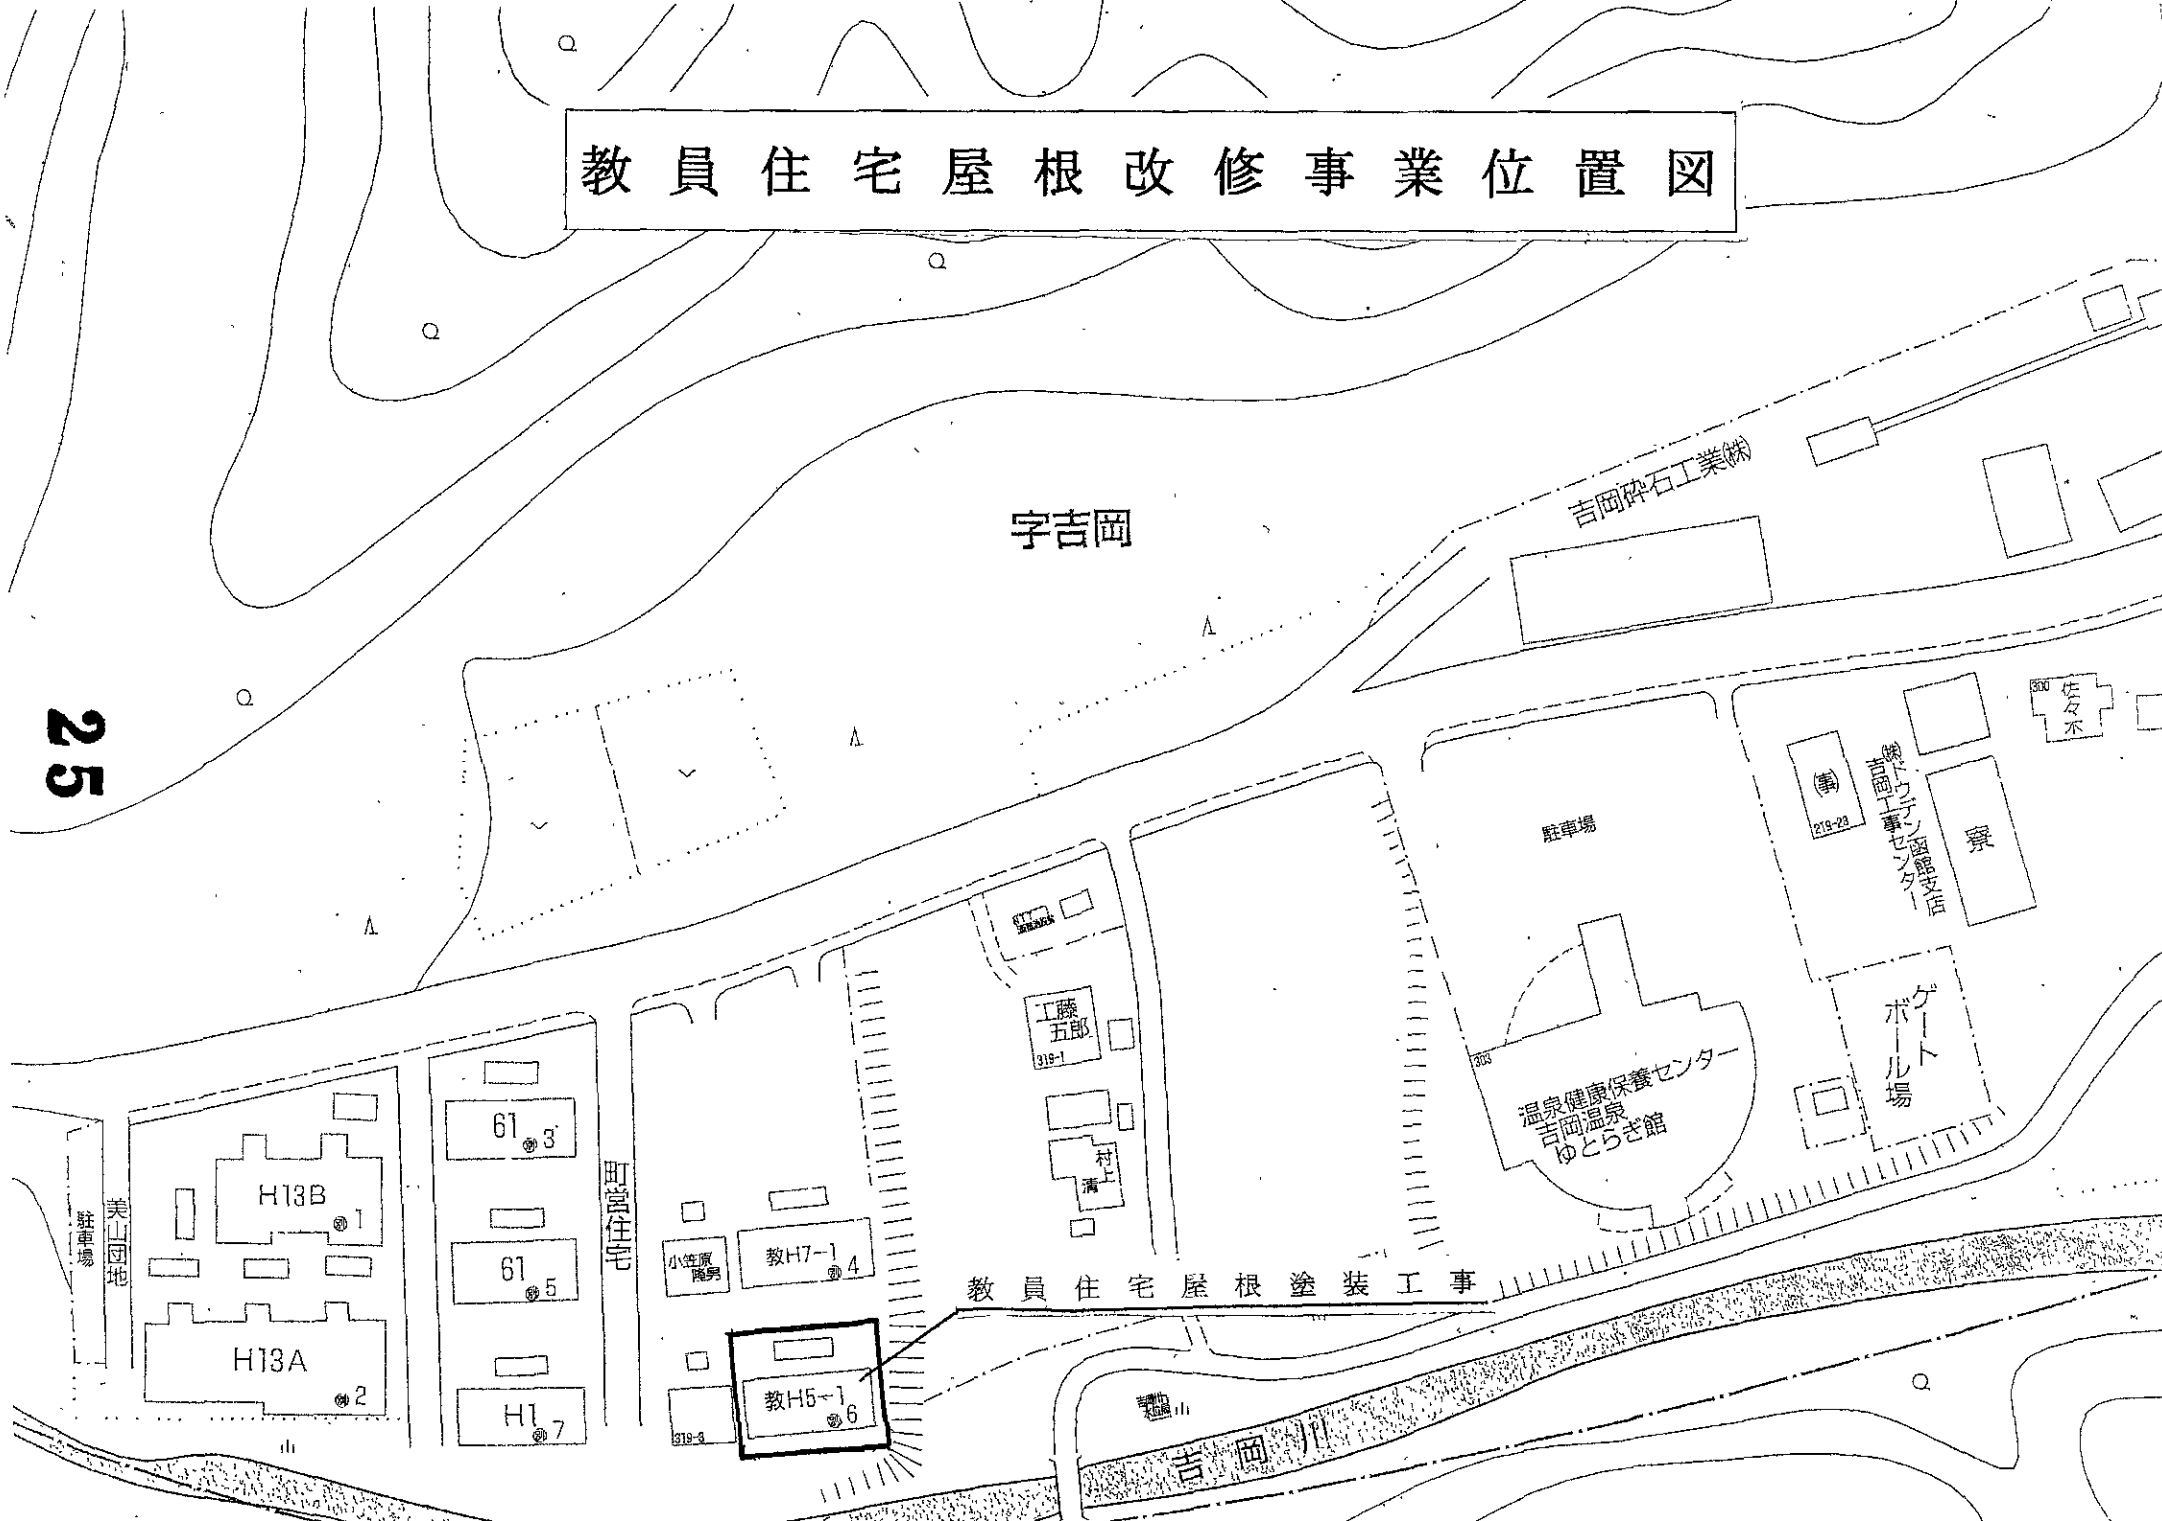 教員住宅屋根改修事業位置図
字吉岡
吉岡砕石工業㈱
25
300
佐々木
(事)
279-23
㈱ドウデン函館支店
吉岡工事センター
寮
駐車場
ゲート
ボール場
工藤
五郎
319-1
303
温泉健康保養センター
吉岡温泉
ゆとらぎ館
村上
清
61
3
町営住宅
H13B
1
美山団地
駐車場
61
5
小笠原
隆男
教H7-1
4
教員住宅屋根塗装工事
H13A
2
H1
7
319-3
教H5-1
6
吉岡川